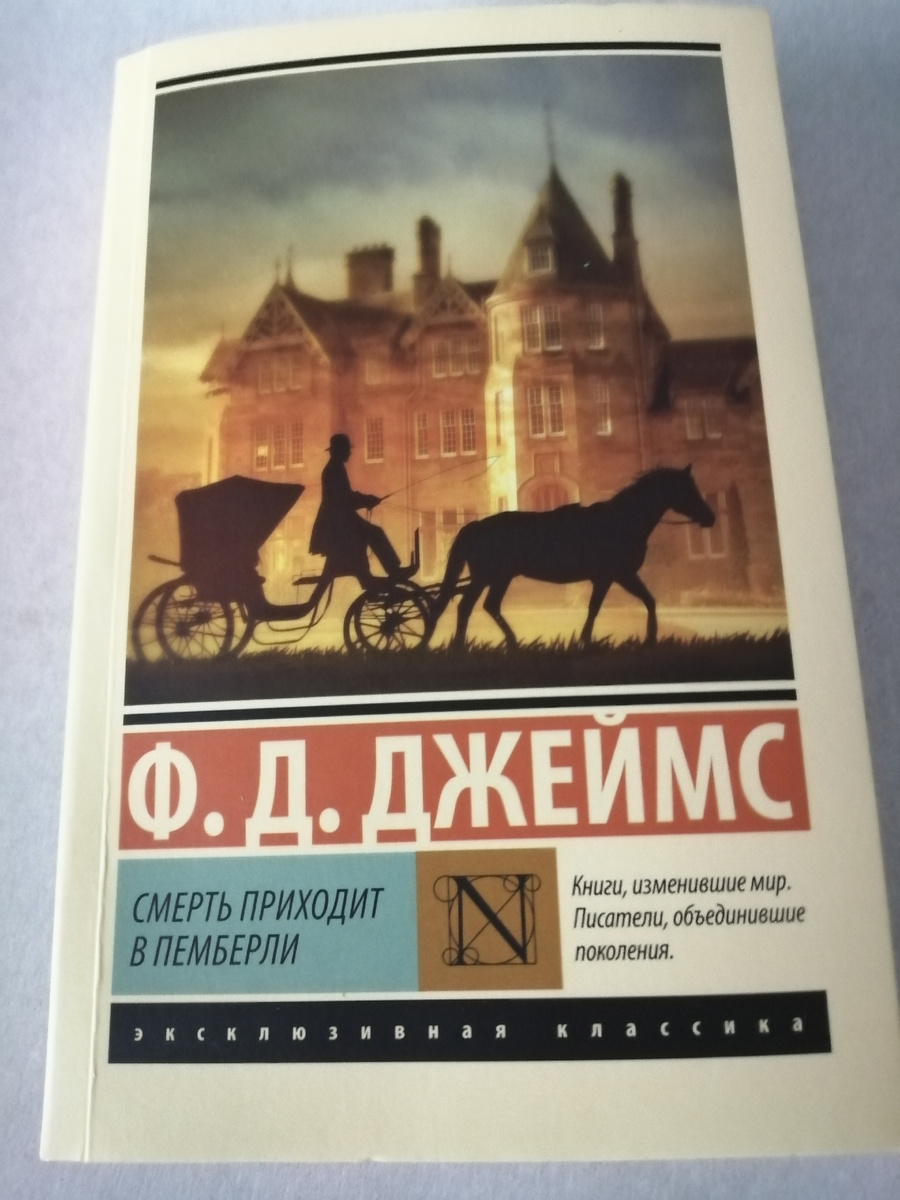 Ф. Д. ДЖЕЙМС
СМЕРТЬ ПРИХОДИТ
В ПЕМБЕРЛИ
N
Книги, изменившие мир.
Писатели, объединившие
поколения.
эксклюзивная классика